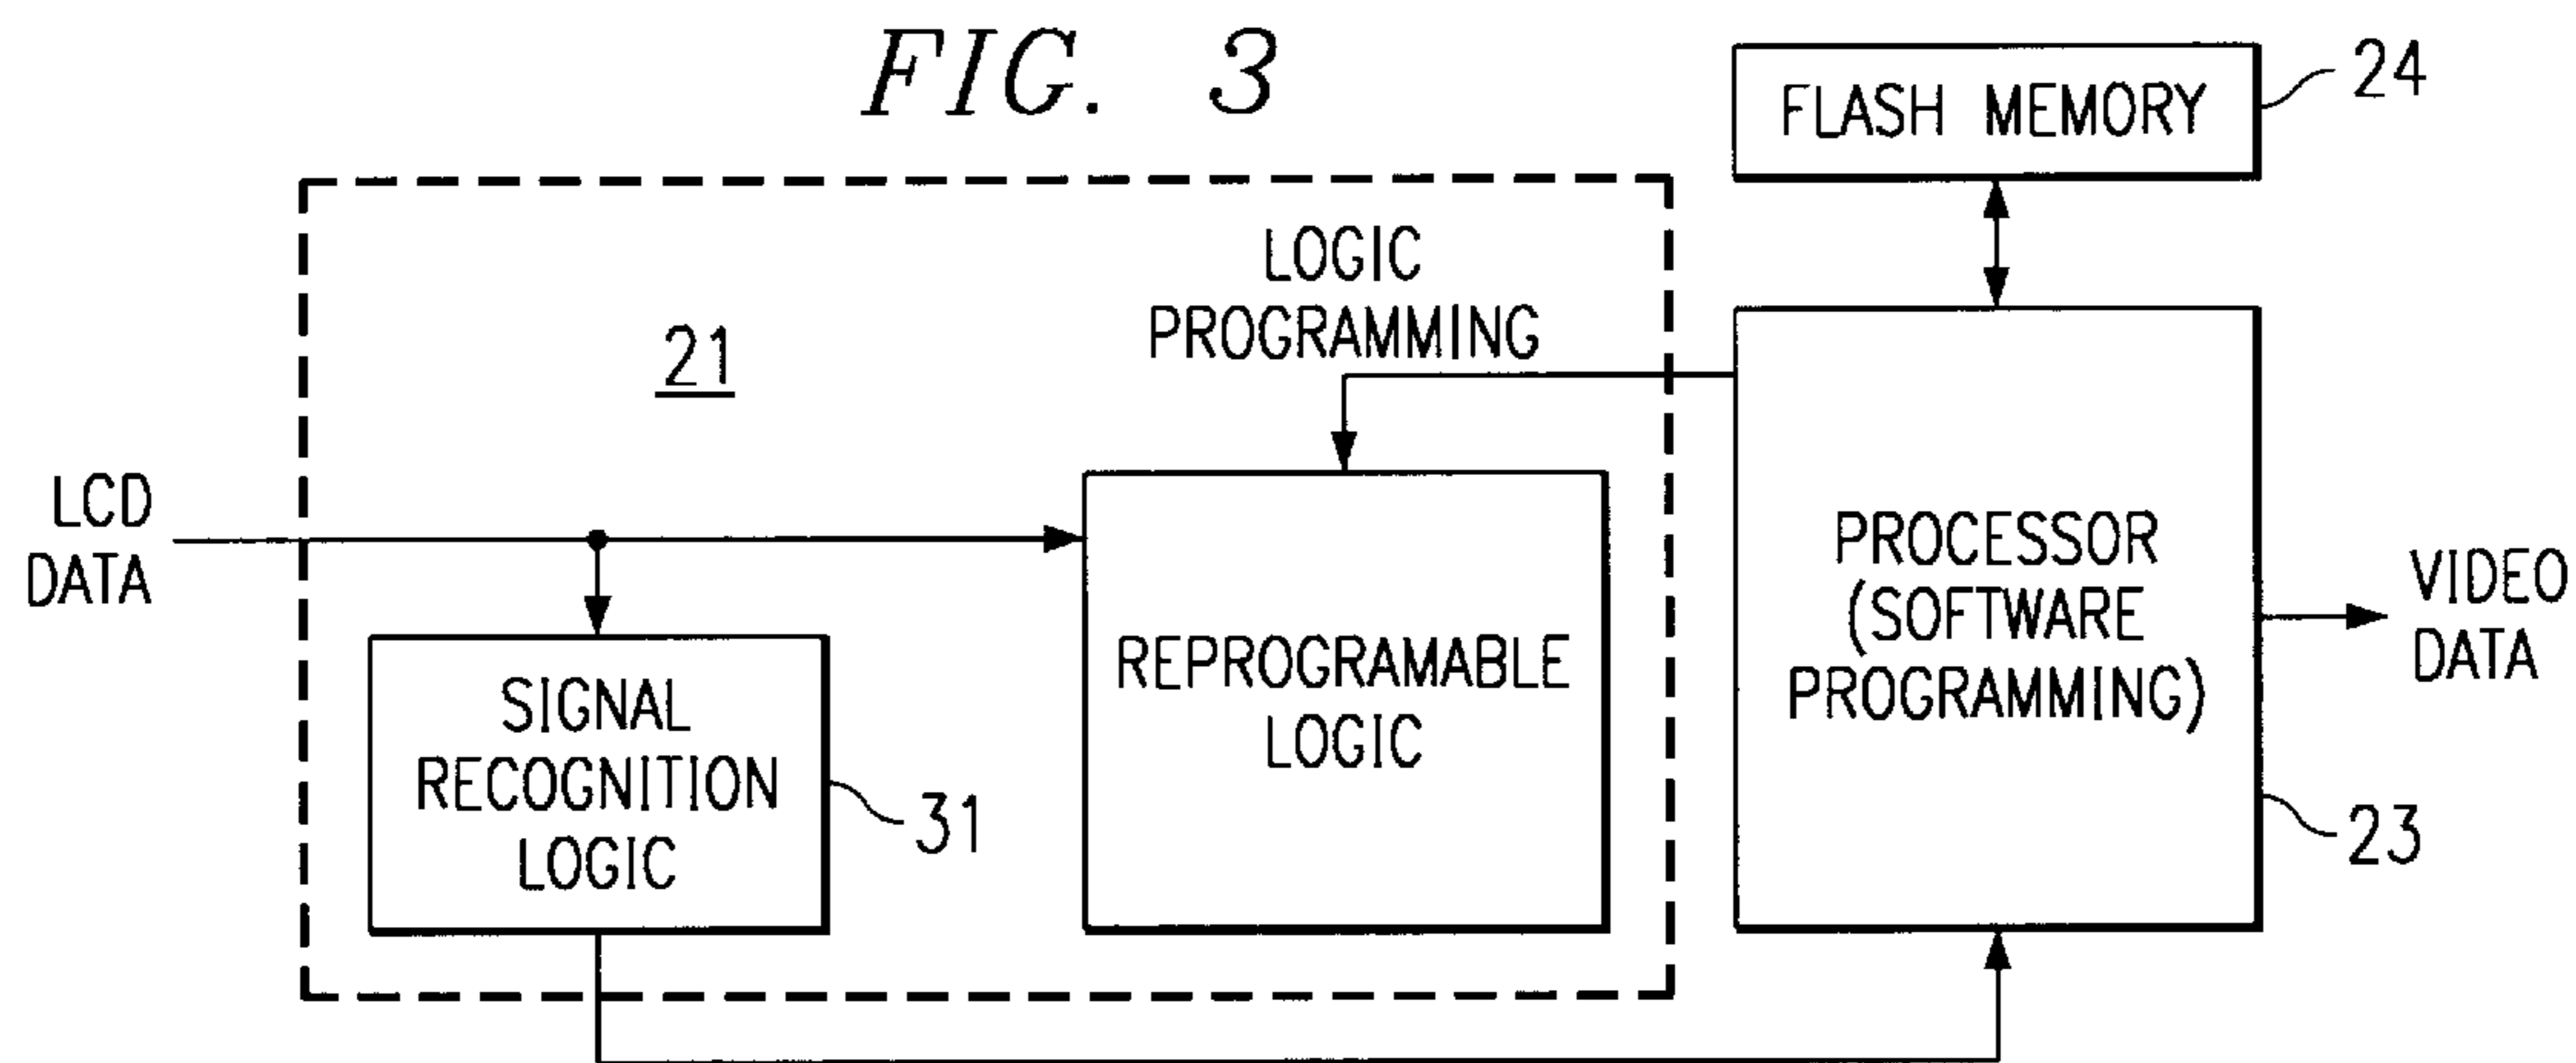 FIG. 3
FLASH MEMORY
24
LOGIC
PROGRAMMING
21
LCD
DATA
SIGNAL
RECOGNITION
LOGIC
31
REPROGRAMABLE
LOGIC
PROCESSOR
(SOFTWARE
PROGRAMMING)
23
VIDEO
DATA